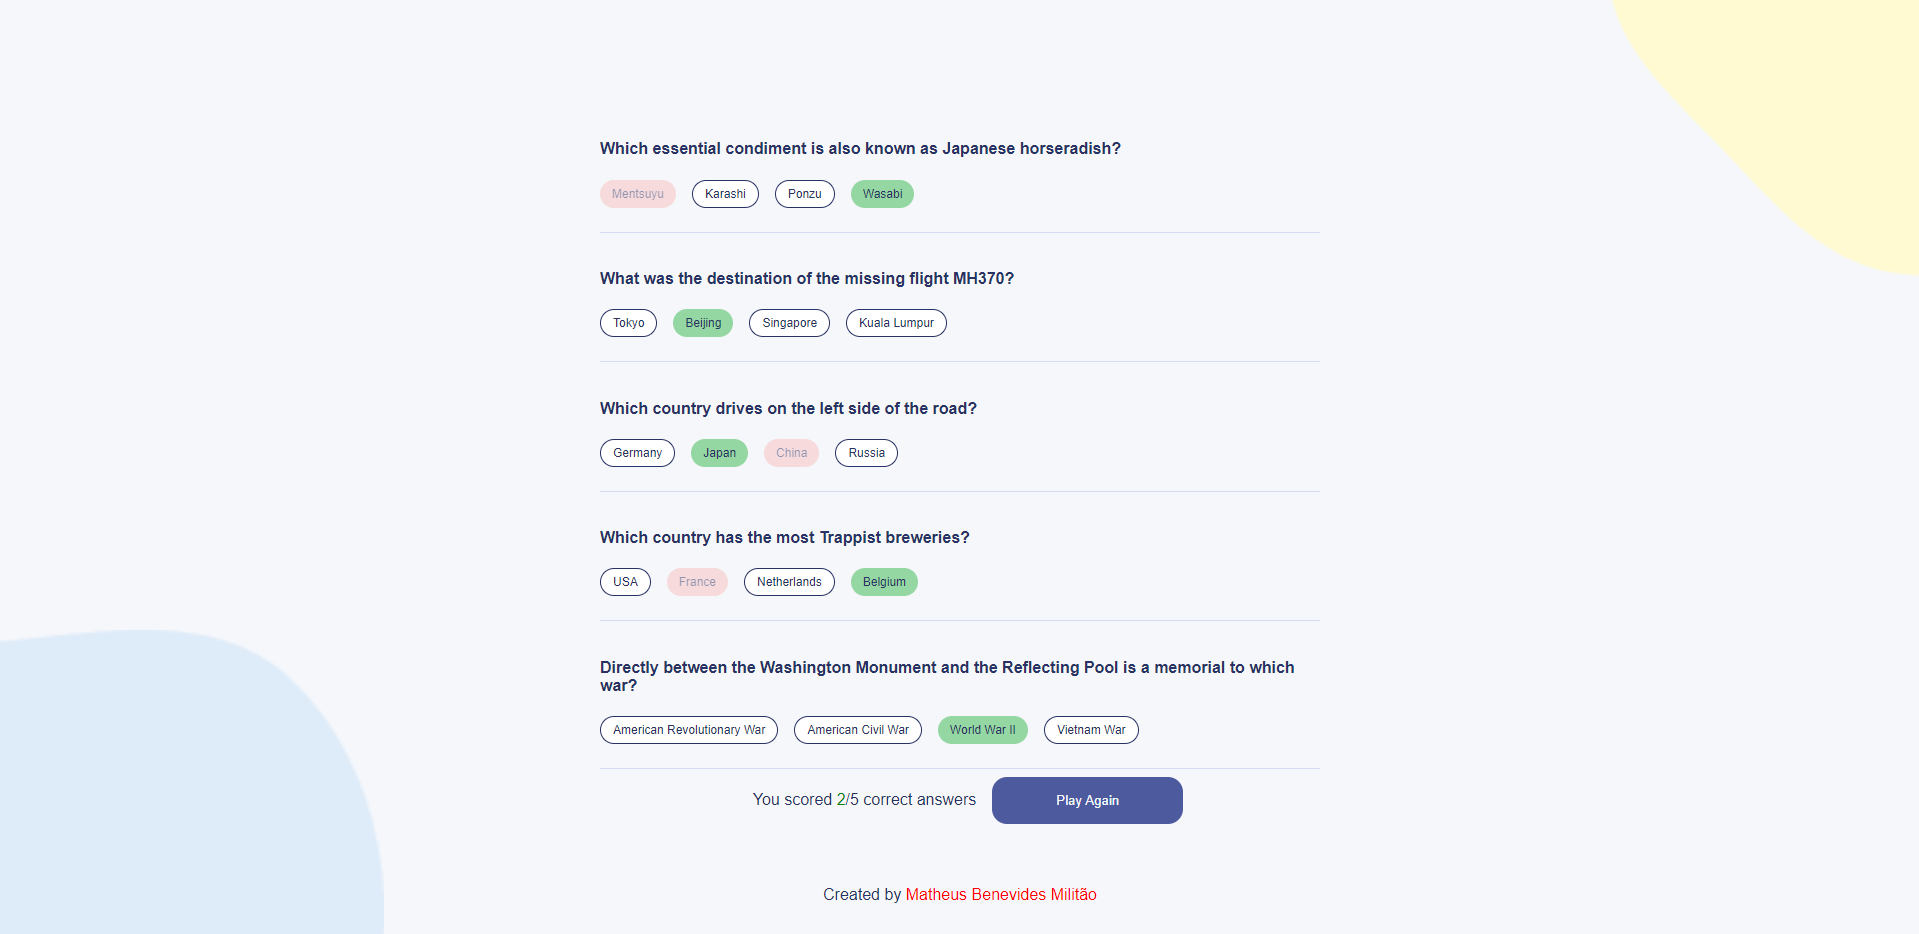 Which essential condiment is also known as Japanese horseradish?
Mentsuyu Karashi Ponzu Wasabi
What was the destination of the missing flight MH370?
Tokyo Beijing Singapore Kuala Lumpur
Which country drives on the left side of the road?
Germany Japan China Russia
Which country has the most Trappist breweries?
USA France Netherlands Belgium
Directly between the Washington Monument and the Reflecting Pool is a memorial to which
war?
American Revolutionary War American Civil War World War II Vietnam War
You scored 2/5 correct answers Play Again
Created by Matheus Benevides Militão